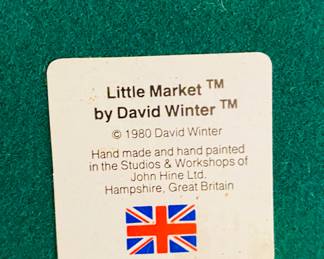 Little Market ™
by David Winter ™
© 1980 David Winter
Hand made and hand painted
in the Studios & Workshops of
John Hine Ltd.
Hampshire, Great Britain